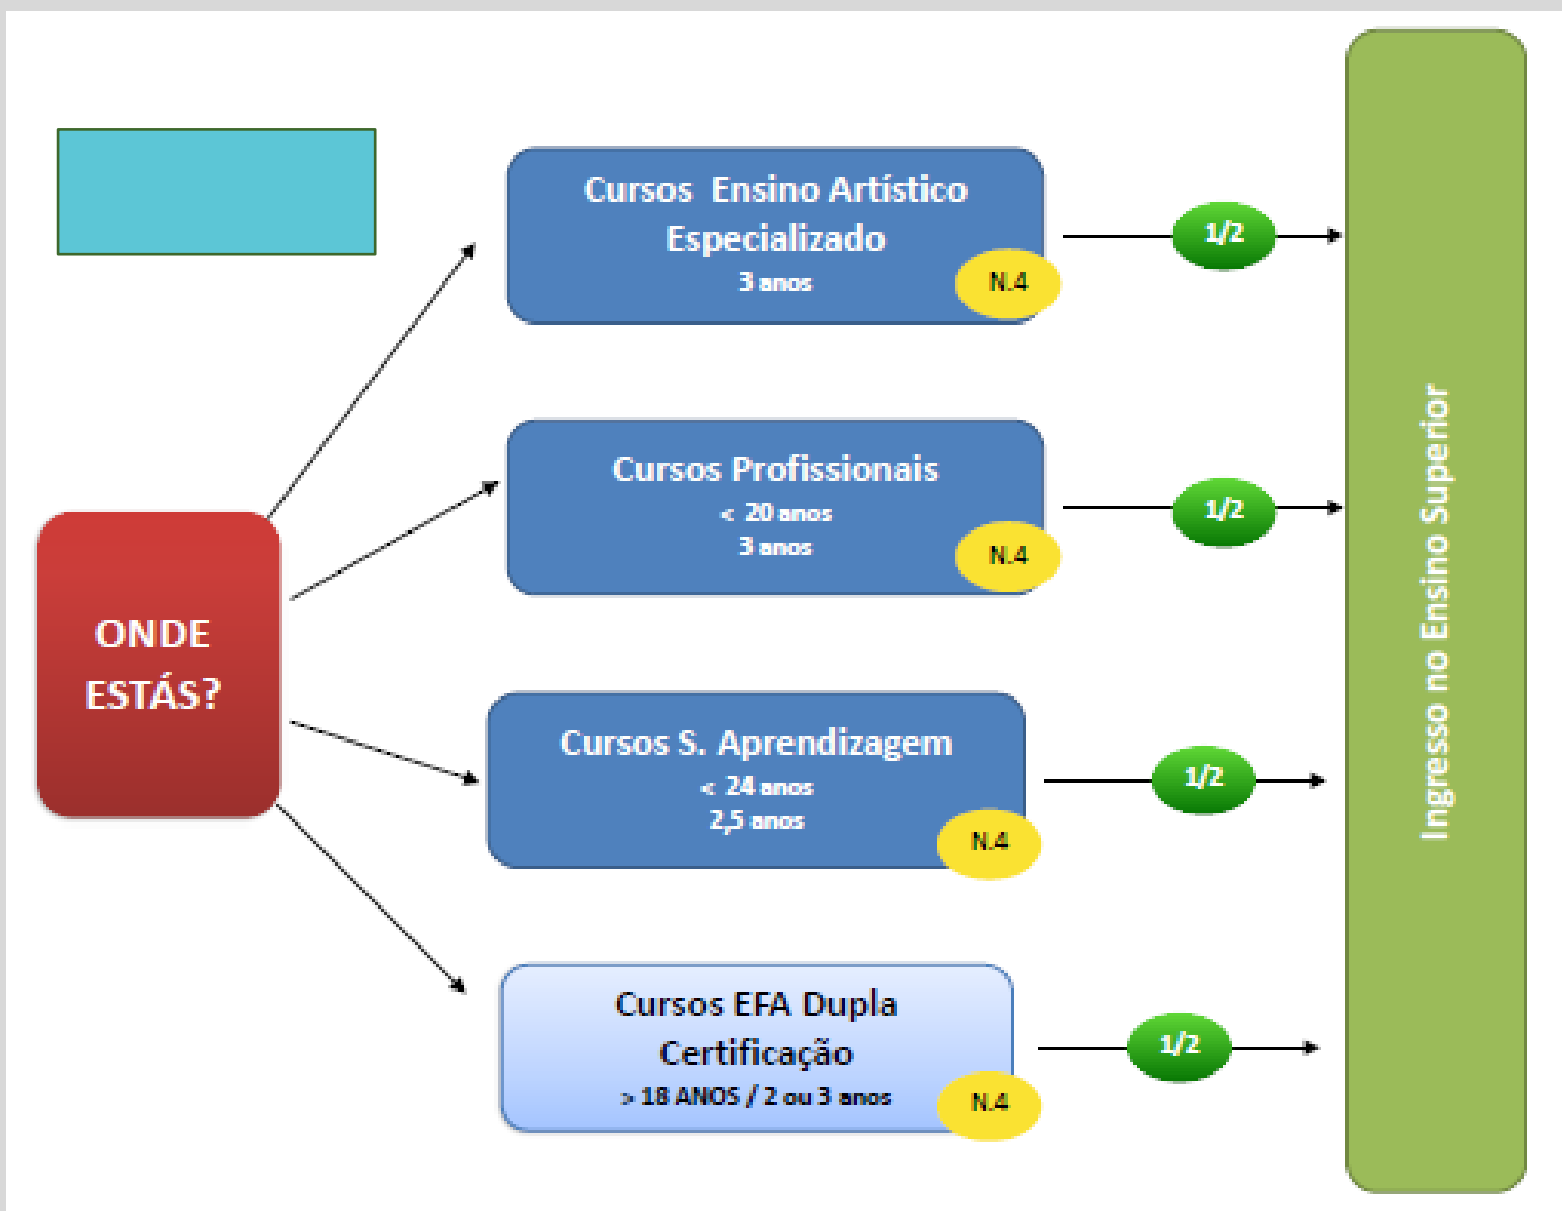 Cursos Ensino Artístico
Especializado
3 anos
N.4
1/2
Cursos Profissionais
< 20 anos
3 anos
N.4
1/2
ONDE
ESTÁS?
Cursos S. Aprendizagem
< 24 anos
2,5 anos
N.4
1/2
Cursos EFA Dupla
Certificação
> 18 ANOS / 2 ou 3 anos
N.4
1/2
Ingresso no Ensino Superior